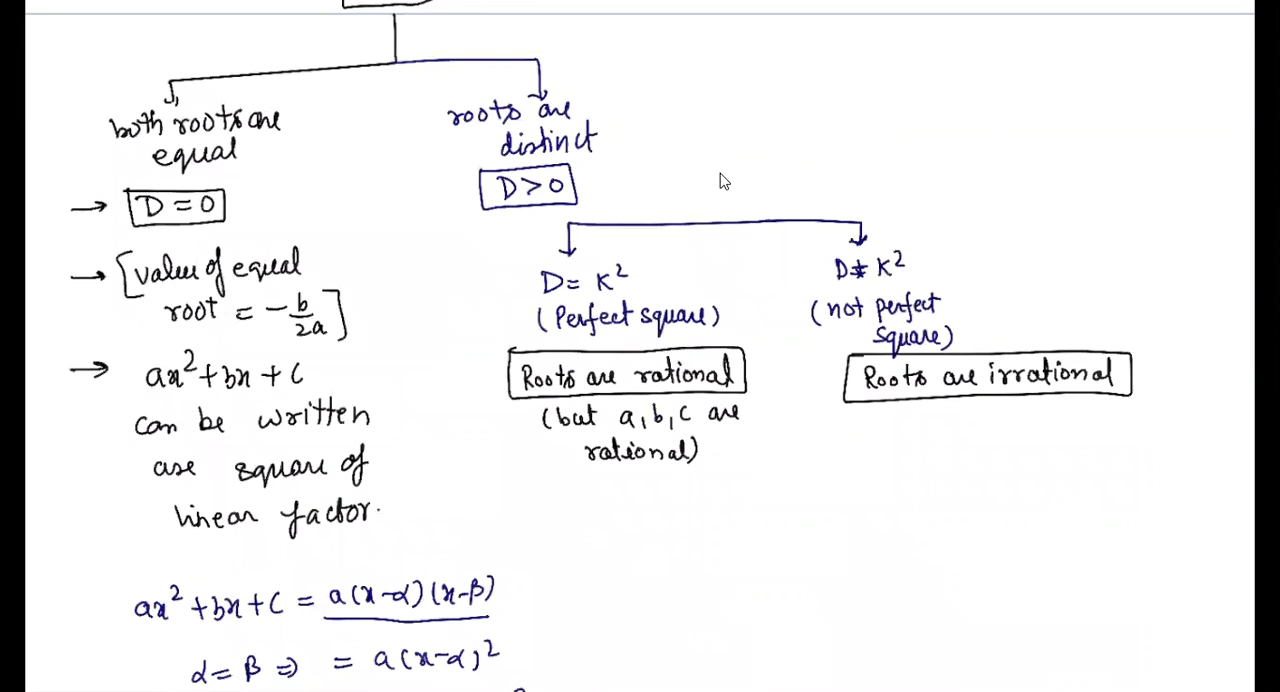 both roots are
equal
→ D = 0
→ [value of equal
root = -b/2a]
→ ax² + bx + c
can be written
are square of
linear factor.
roots are
distinct
D > 0
D = K²
(Perfect square)
Roots are rational
(but a, b, c are
rational)
D ≠ K²
(not perfect
square)
Roots are irrational
ax² + bx + c = a(x-α)(x-β)
α = β ⇒ = a(x-α)²